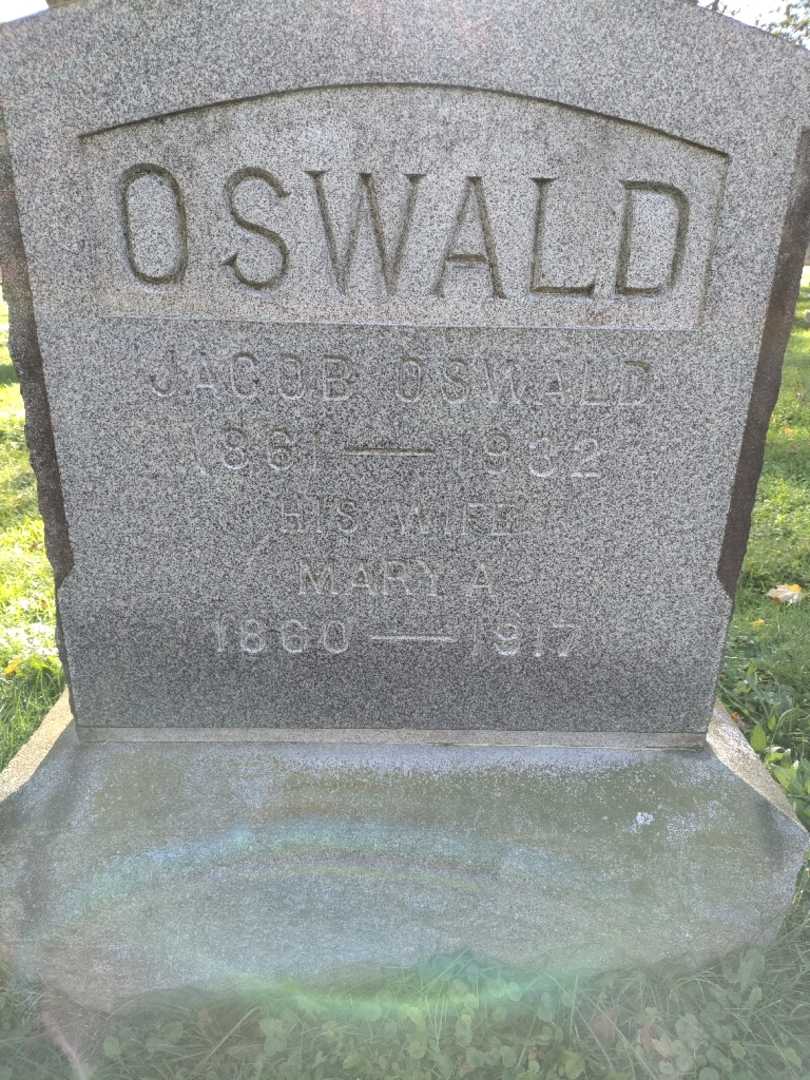 OSWALD
JACOB OSWALD
1861 — 1932
HIS WIFE
MARY A
1860 — 1917